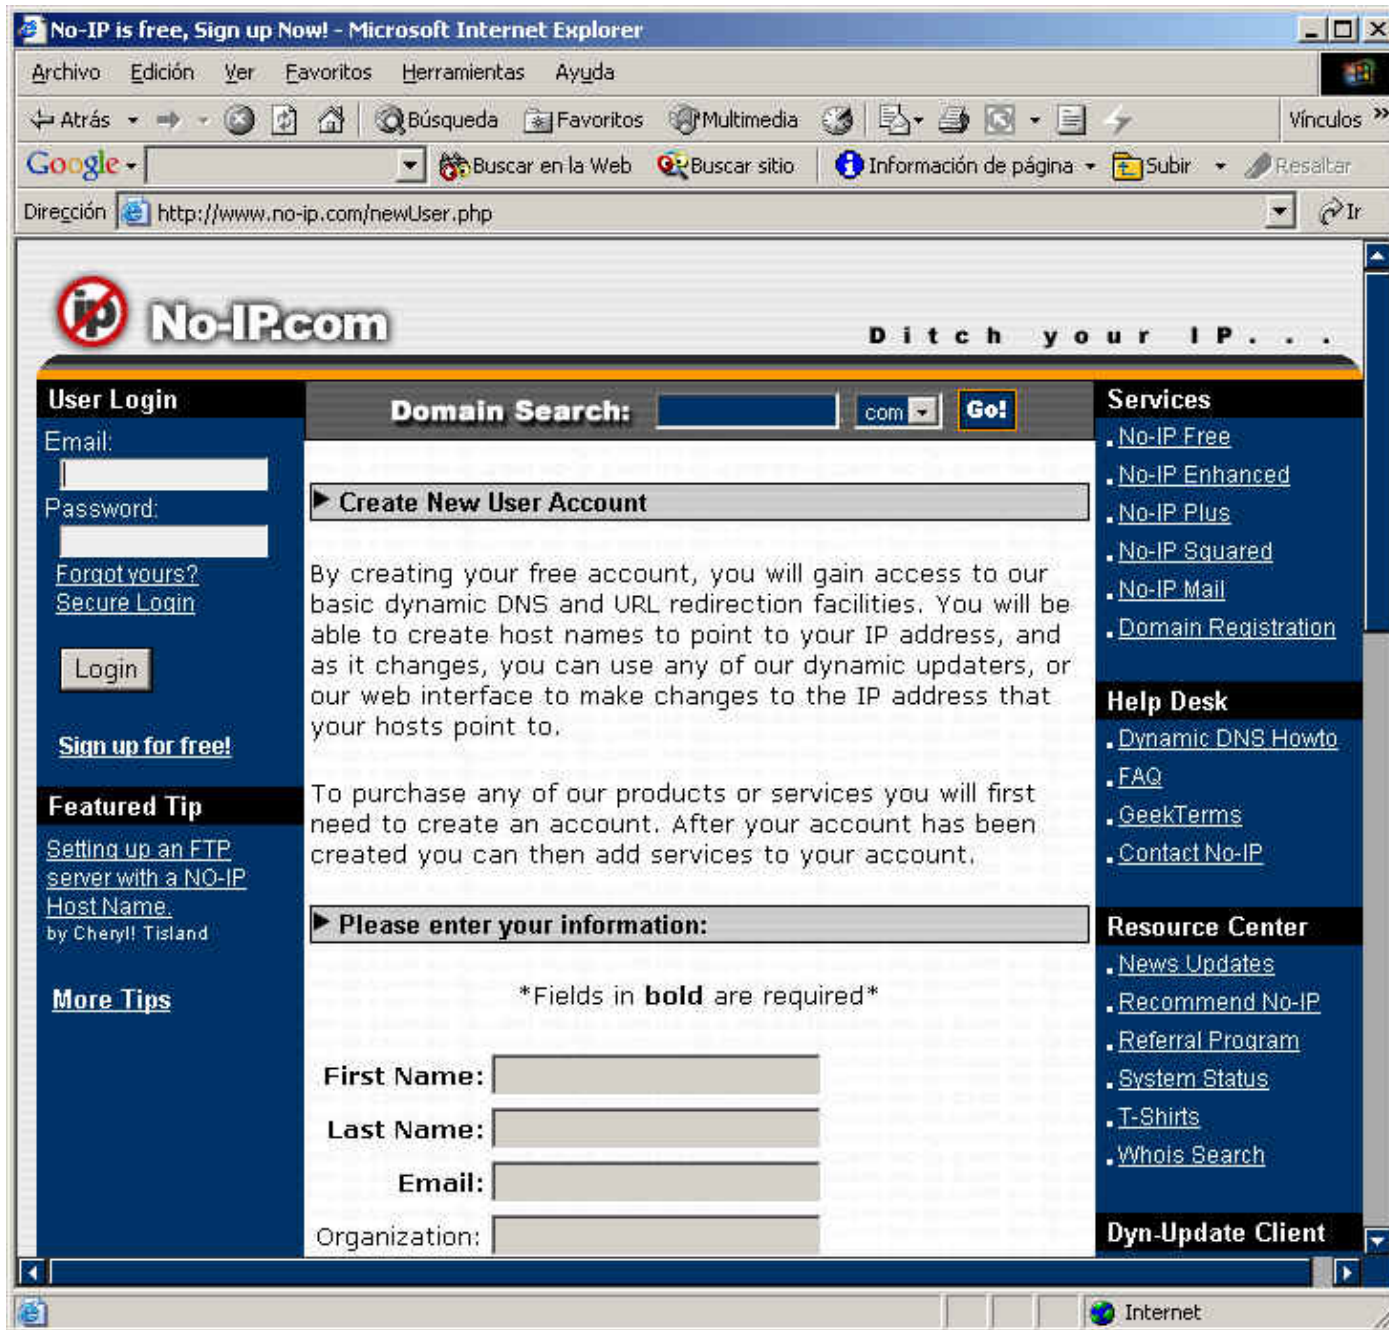 No-IP is free, Sign up Now! - Microsoft Internet Explorer
Archivo Edición Ver Favoritos Herramientas Ayuda
Atrás Búsqueda Favoritos Multimedia Vínculos »
Google Buscar en la Web Buscar sitio Información de página Subir Resaltar
Dirección http://www.no-ip.com/newUser.php Ir
ip No-IP.com
Ditch your IP...
User Login
Email:
Password:
Forgot yours?
Secure Login
Login
Sign up for free!
Featured Tip
Setting up an FTP
server with a NO-IP
Host Name.
by Cheryl! Tisland
More Tips
Domain Search: com Go!
Create New User Account
By creating your free account, you will gain access to our
basic dynamic DNS and URL redirection facilities. You will be
able to create host names to point to your IP address, and
as it changes, you can use any of our dynamic updaters, or
our web interface to make changes to the IP address that
your hosts point to.
To purchase any of our products or services you will first
need to create an account. After your account has been
created you can then add services to your account.
Please enter your information:
*Fields in bold are required*
First Name:
Last Name:
Email:
Organization:
Services
No-IP Free
No-IP Enhanced
No-IP Plus
No-IP Squared
No-IP Mail
Domain Registration
Help Desk
Dynamic DNS Howto
FAQ
GeekTerms
Contact No-IP
Resource Center
News Updates
Recommend No-IP
Referral Program
System Status
T-Shirts
Whois Search
Dyn-Update Client
Internet